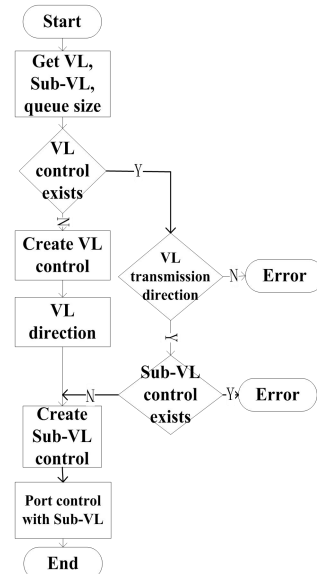 Start
Get VL,
Sub-VL,
queue size
VL
control
exists
Y
N
Create VL
control
VL
transmission
direction
N
Error
VL
direction
Y
Sub-VL
control
exists
N
Y
Error
Create
Sub-VL
control
Port control
with Sub-VL
End